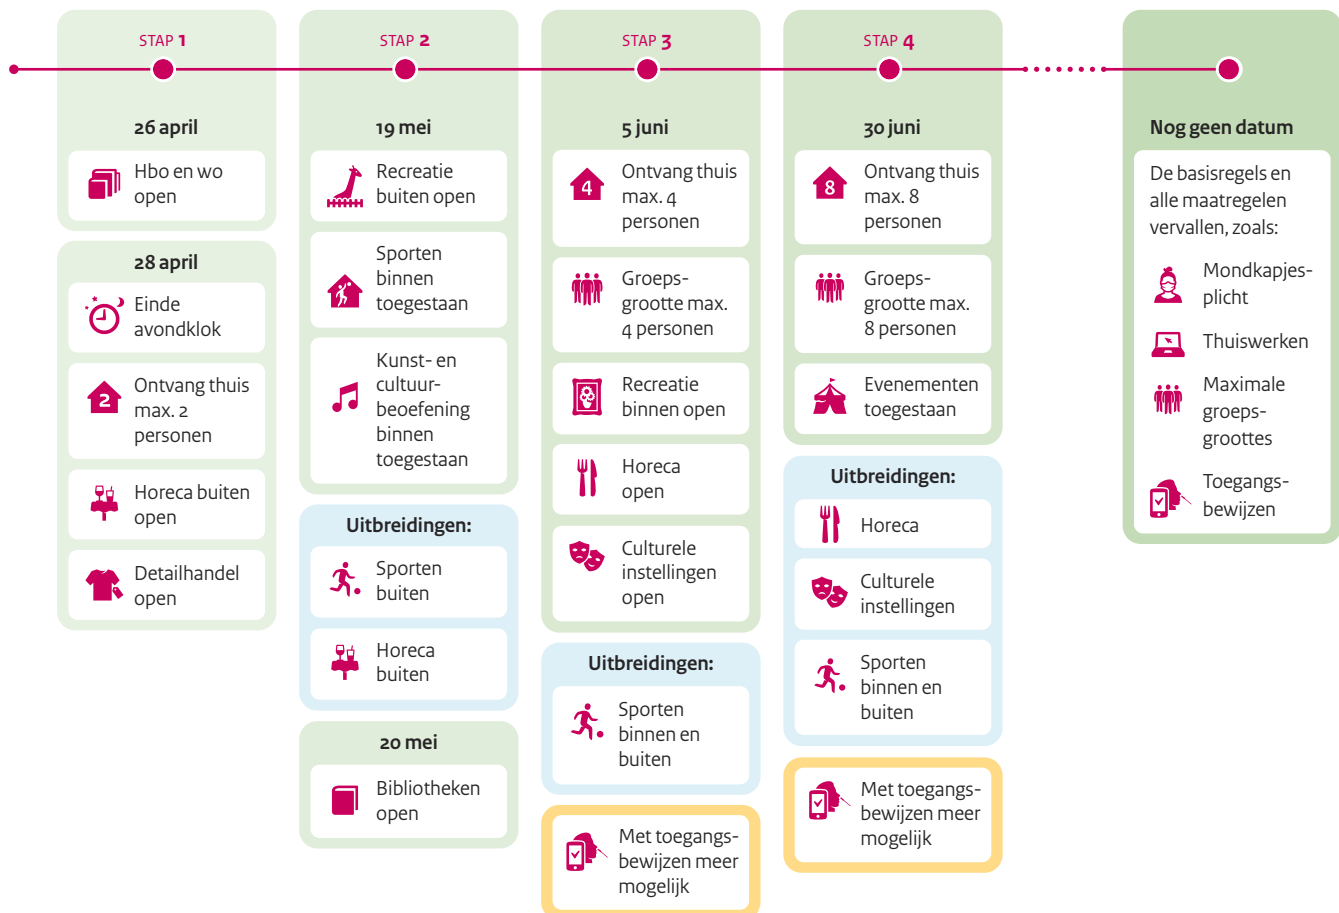 STAP 1
26 april
Hbo en wo
open
28 april
Einde
avondklok
2
Ontvang thuis
max. 2
personen
Horeca buiten
open
Detailhandel
open
STAP 2
19 mei
Recreatie
buiten open
Sporten
binnen
toegestaan
Kunst- en
cultuur-
beoefening
binnen
toegestaan
Uitbreidingen:
Sporten
buiten
Horeca
buiten
20 mei
Bibliotheken
open
STAP 3
5 juni
4
Ontvang thuis
max. 4
personen
Groeps-
grootte max.
4 personen
Recreatie
binnen open
Horeca
open
Culturele
instellingen
open
Uitbreidingen:
Sporten
binnen en
buiten
Met toegangs-
bewijzen meer
mogelijk
STAP 4
30 juni
8
Ontvang thuis
max. 8
personen
Groeps-
grootte max.
8 personen
Evenementen
toegestaan
Uitbreidingen:
Horeca
Culturele
instellingen
Sporten
binnen en
buiten
Met toegangs-
bewijzen meer
mogelijk
Nog geen datum
De basisregels en
alle maatregelen
vervallen, zoals:
Mondkapjes-
plicht
Thuiswerken
Maximale
groeps-
groottes
Toegangs-
bewijzen